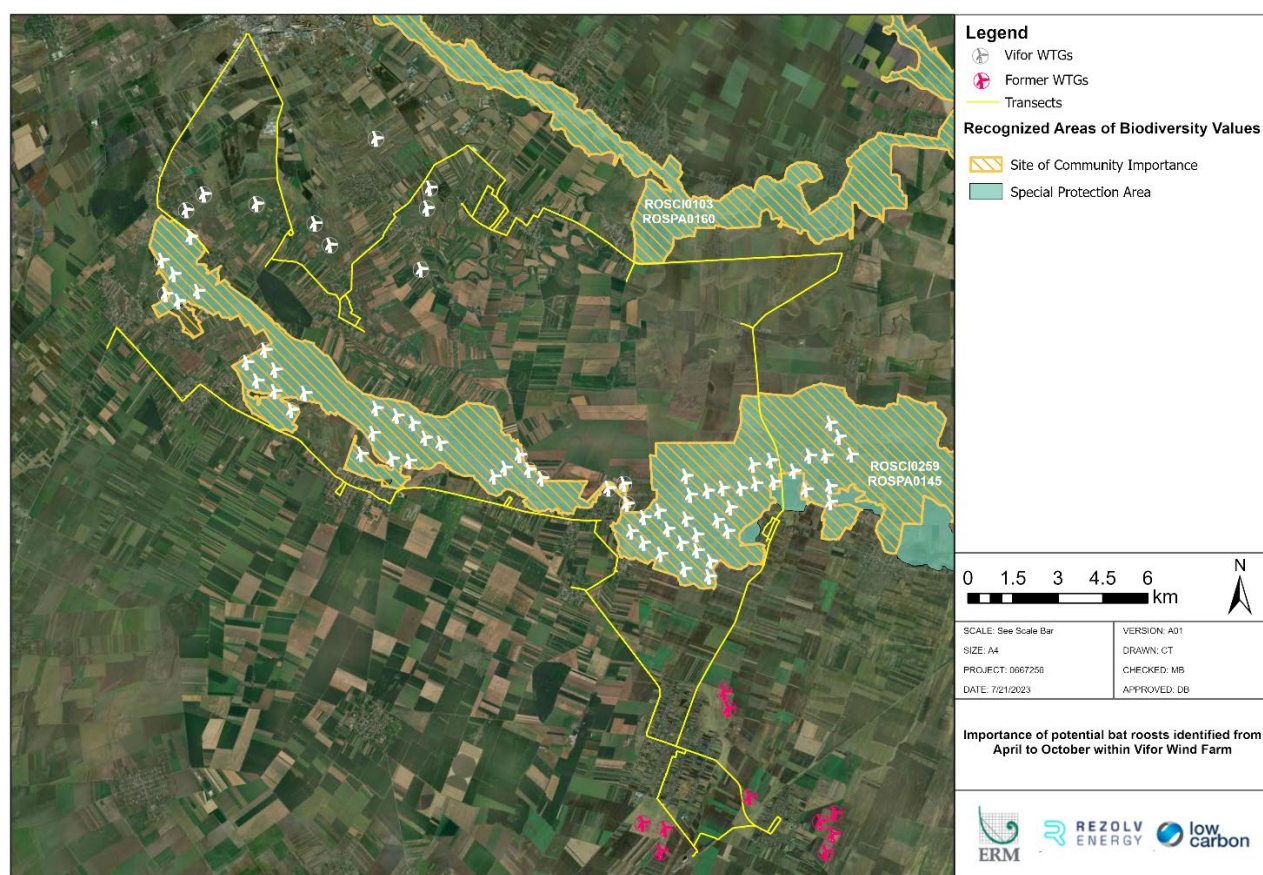 Legend
Vifor WTGs
Former WTGs
Transects
Recognized Areas of Biodiversity Values
Site of Community Importance
Special Protection Area
ROSCI0103
ROSPA0160
ROSCI0259
ROSPA0145
0 1.5 3 4.5 6
km
N
SCALE: See Scale Bar
VERSION: A01
SIZE: A4
DRAWN: CT
PROJECT: 0667256
CHECKED: MB
DATE: 7/21/2023
APPROVED: DB
Importance of potential bat roosts identified from
April to October within Vifor Wind Farm
ERM
REZOLV
ENERGY
low
carbon